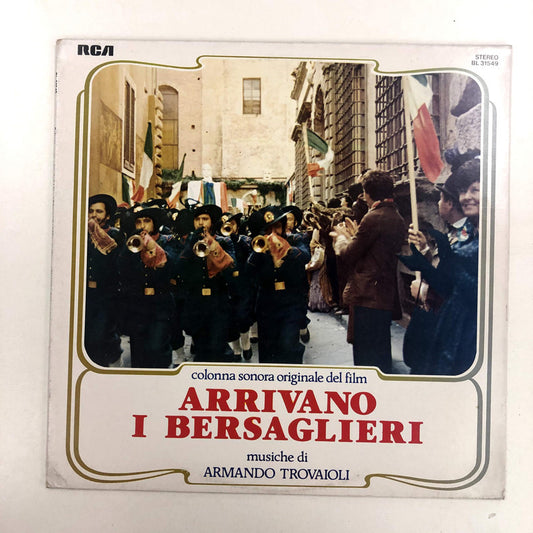 RCA
STEREO
BL 31549
colonna sonora originale del film
ARRIVANO
I BERSAGLIERI
musiche di
ARMANDO TROVAIOLI